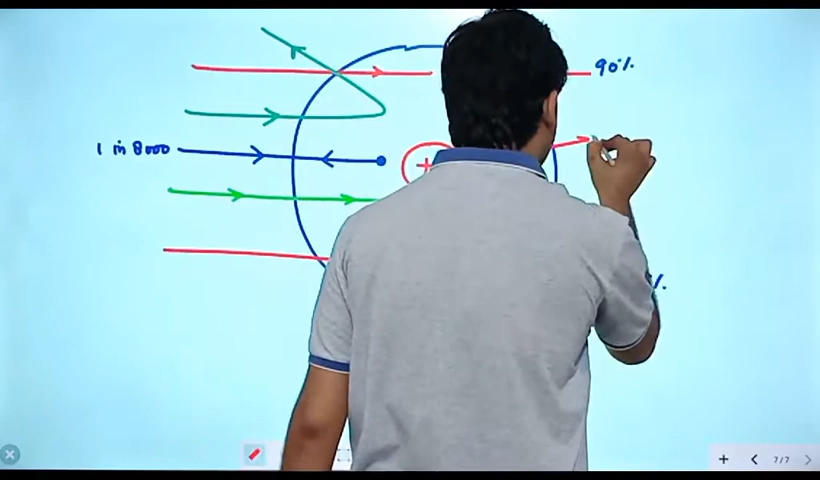 90%
1 in 8000
+
%.
7/7